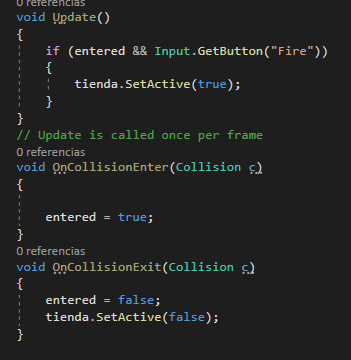 0 referencias
void Update()
{
if (entered && Input.GetButton("Fire"))
{
tienda.SetActive(true);
}
}
// Update is called once per frame
0 referencias
void OnCollisionEnter(Collision c)
{
entered = true;
}
0 referencias
void OnCollisionExit(Collision c)
{
entered = false;
tienda.SetActive(false);
}